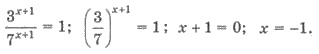 3^{x+1}/7^{x+1} = 1; (3/7)^{x+1} = 1; x + 1 = 0; x = −1.